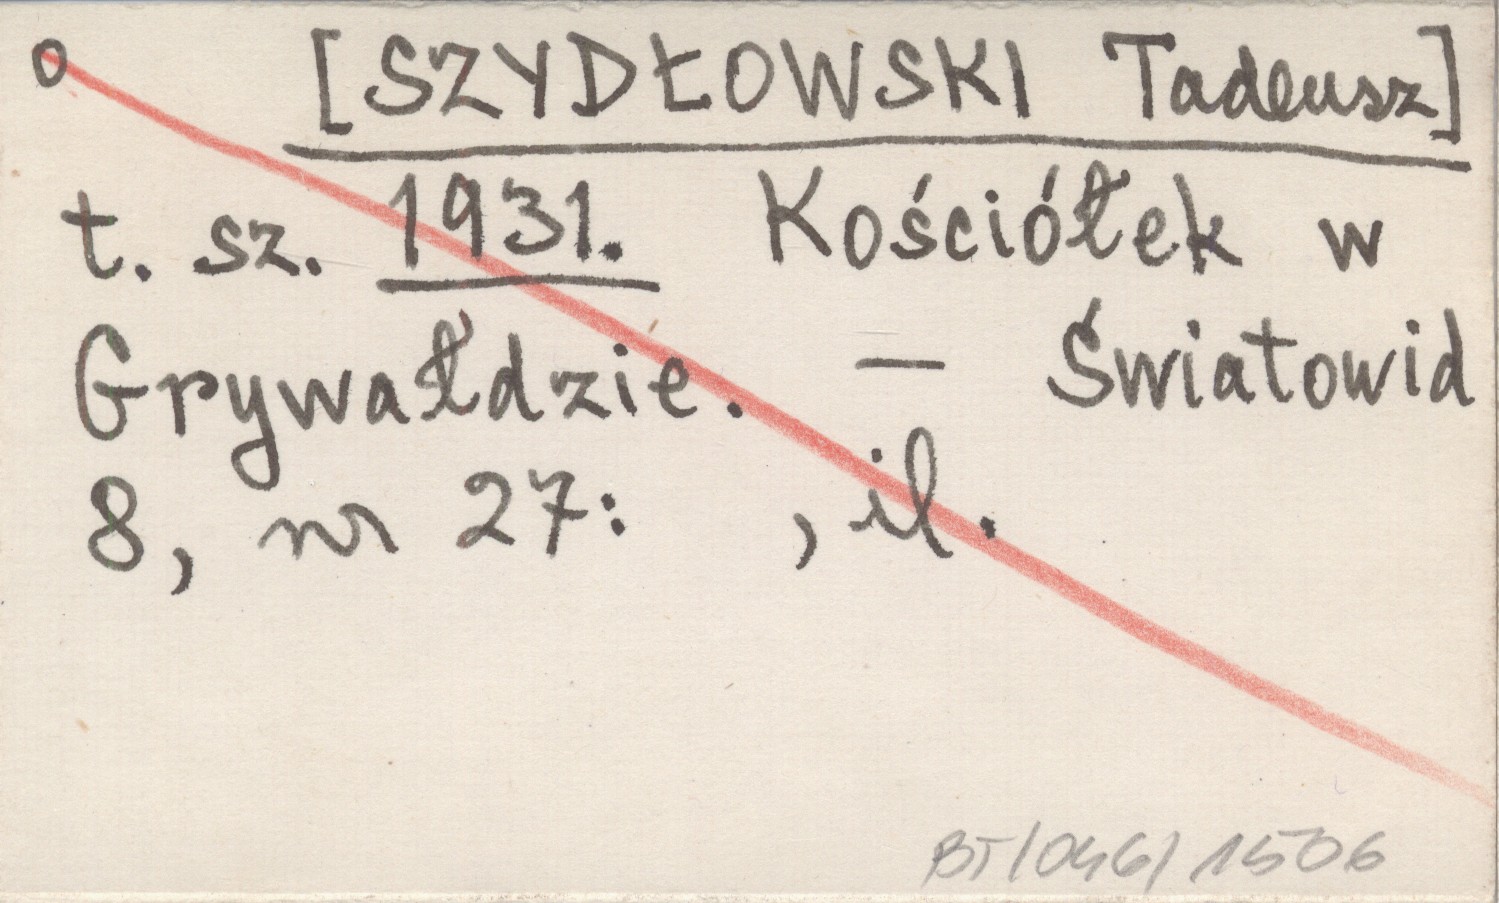 o [SZYDŁOWSKI Tadeusz]
t. sz. 1931. Kościółek w
Grywałdzie. — Światowid
8, nr 27: , il.
BT/046/1506